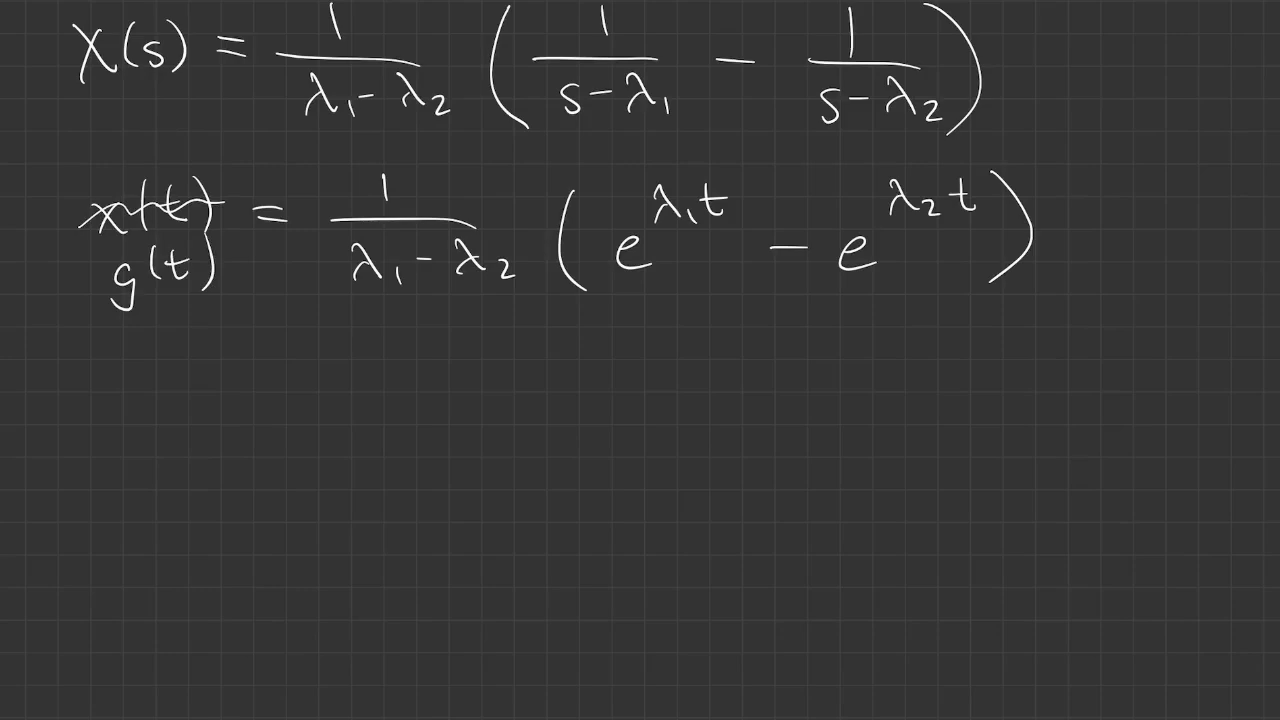 X(s) = 1/(λ₁-λ₂) (1/(s-λ₁) - 1/(s-λ₂))
x(t) = 1/(λ₁-λ₂) (e^(λ₁t) - e^(λ₂t))
g(t)